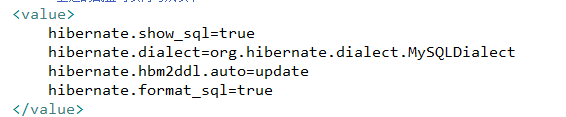 <value>
hibernate.show_sql=true
hibernate.dialect=org.hibernate.dialect.MySQLDialect
hibernate.hbm2ddl.auto=update
hibernate.format_sql=true
</value>